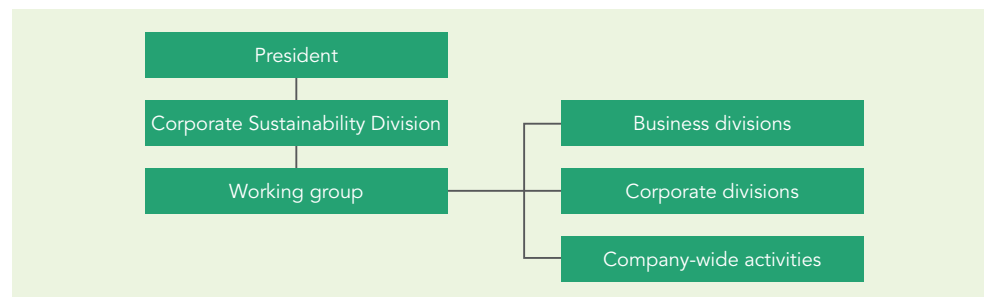 President
Corporate Sustainability Division
Working group
Business divisions
Corporate divisions
Company-wide activities